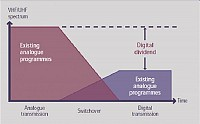 VHF/UHF
spectrum
Existing
analogue
programmes
Digital
dividend
Existing
analogue
programmes
Time
Analogue
transmission
Switchover
Digital
transmission